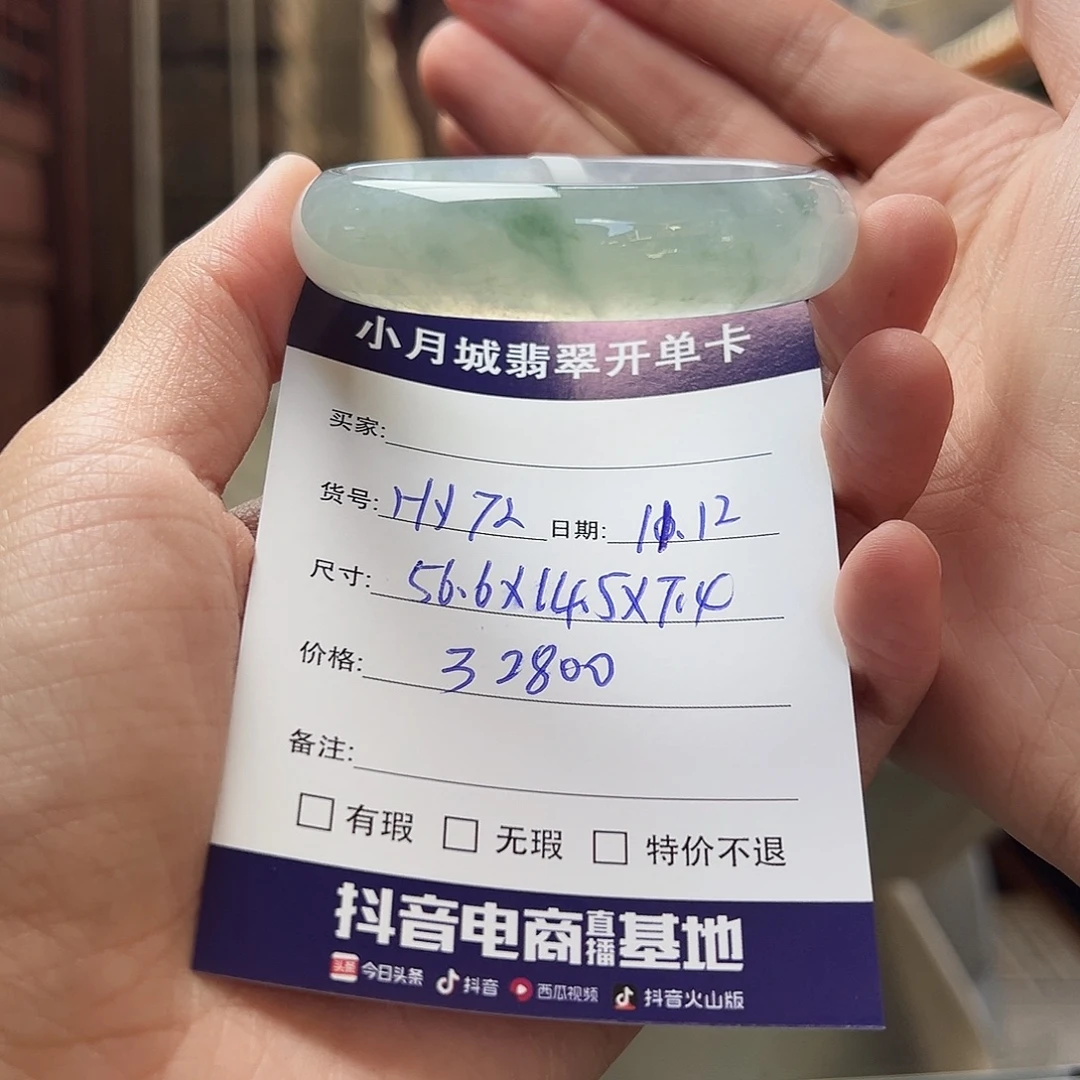 小月城翡翠开单卡
买家:
货号: HY72 日期: 11.12
尺寸: 56.6X14.5X7.4
价格: 32800
备注:
有瑕 无瑕 特价不退
抖音电商直播基地
头条 今日头条 抖音 西瓜视频 抖音火山版